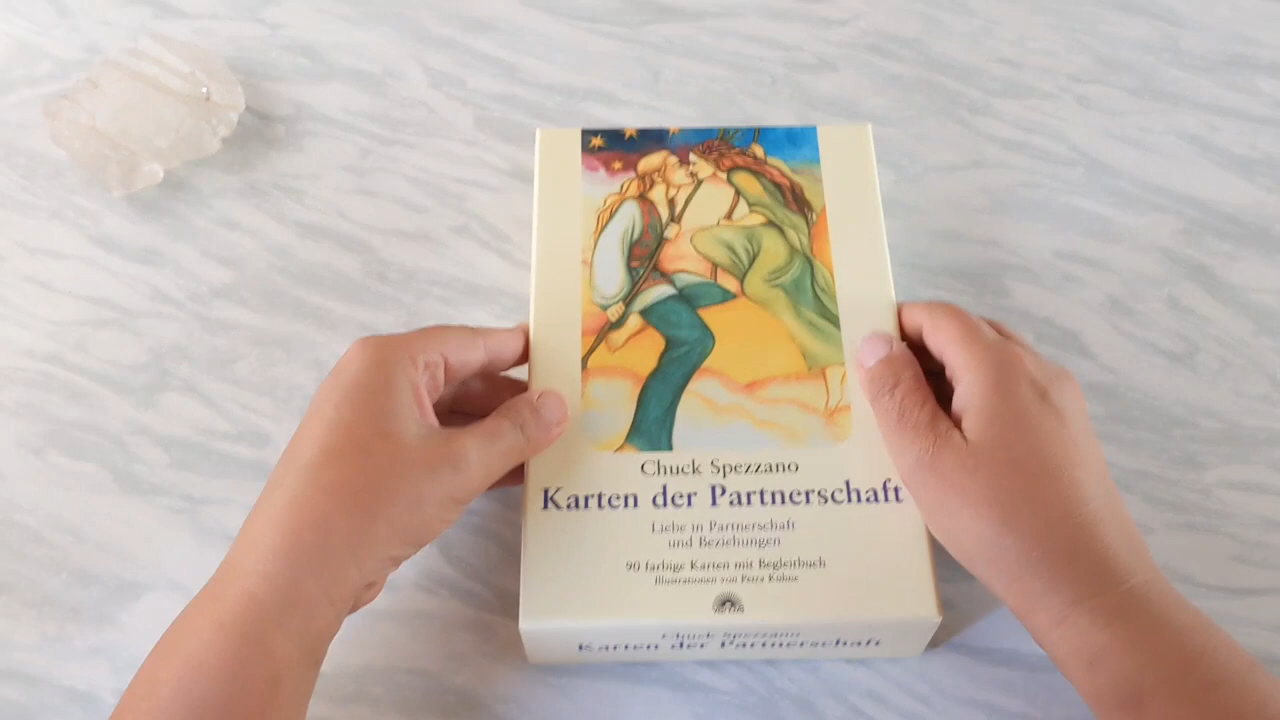 Chuck Spezzano
Karten der Partnerschaft
Liebe in Partnerschaft
und Beziehungen
90 farbige Karten mit Begleitbuch
Illustrationen von Petra Kühne
Chuck Spezzano
Karten der Partnerschaft